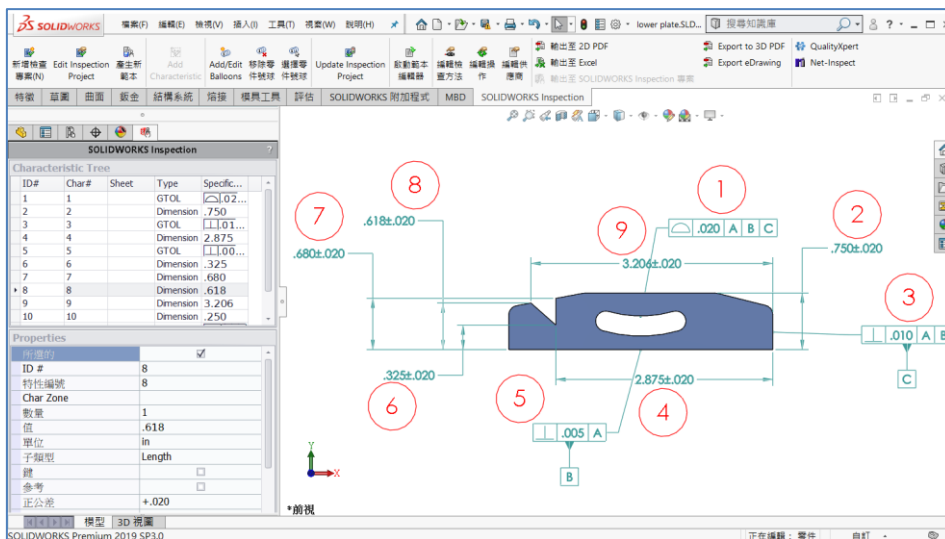 SOLIDWORKS 檔案(F) 編輯(E) 檢視(V) 插入(I) 工具(T) 視窗(W) 說明(H) lower plate.SLD... 搜尋知識庫
新增檢查專案(N) Edit Inspection Project 產生新範本 Add Characteristic Add/Edit Balloons 移除零件號球 選擇零件號球 Update Inspection Project 啟動範本編輯器 編輯檢查方法 編輯操作 編輯供應商
輸出至 2D PDF Export to 3D PDF QualityXpert
輸出至 Excel Export eDrawing Net-Inspect
輸出至 SOLIDWORKS Inspection 專案
特徵 草圖 曲面 鈑金 結構系統 熔接 模具工具 評估 SOLIDWORKS 附加程式 MBD SOLIDWORKS Inspection
SOLIDWORKS Inspection ?
Characteristic Tree
ID# Char# Sheet Type Specific...
1 1 GTOL .02...
2 2 Dimension .750
3 3 GTOL .01...
4 4 Dimension 2.875
5 5 GTOL .00...
6 6 Dimension .325
7 7 Dimension .680
8 8 Dimension .618
9 9 Dimension 3.206
10 10 Dimension .250
Properties
所選的
ID # 8
特性編號 8
Char Zone
數量 1
值 .618
單位 in
子類型 Length
鍵
參考
正公差 +.020
8
1
7
.618±.020
9
2
.680±.020
.020 A B C
3.206±.020
.750±.020
3
.010 A B
C
.325±.020
2.875±.020
6
5
4
.005 A
B
Y
X
*前視
模型 3D 視圖
SOLIDWORKS Premium 2019 SP3.0 正在編輯： 零件 自訂